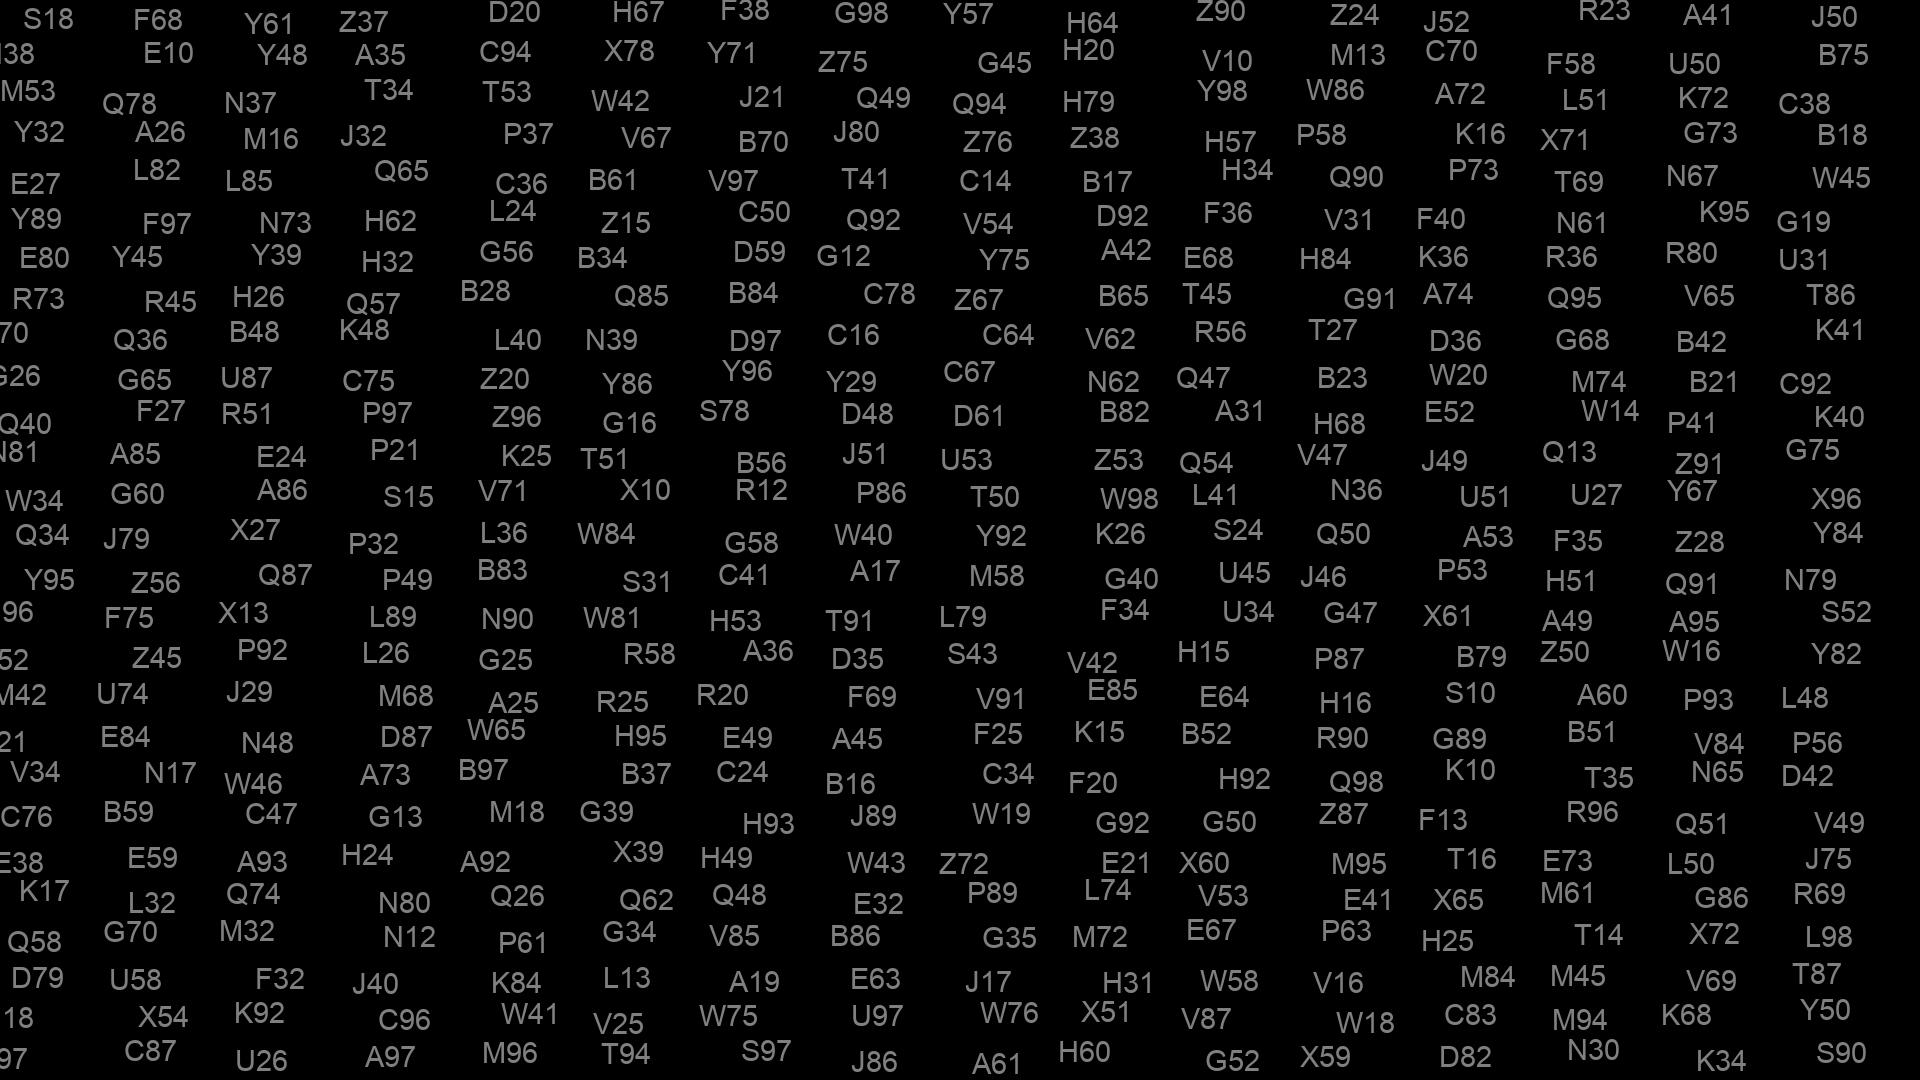 S18 F68 Y61 Z37 D20 H67 F38 G98 Y57 H64 Z90 Z24 J52 R23 A41 J50
38 E10 Y48 A35 C94 X78 Y71 Z75 G45 H20 V10 M13 C70 F58 U50 B75
M53 Q78 N37 T34 T53 W42 J21 Q49 Q94 H79 Y98 W86 A72 L51 K72 C38
Y32 A26 M16 J32 P37 V67 B70 J80 Z76 Z38 H57 P58 K16 X71 G73 B18
E27 L82 L85 Q65 C36 B61 V97 T41 C14 B17 H34 Q90 P73 T69 N67 W45
Y89 F97 N73 H62 L24 Z15 C50 Q92 V54 D92 F36 V31 F40 N61 K95 G19
E80 Y45 Y39 H32 G56 B34 D59 G12 Y75 A42 E68 H84 K36 R36 R80 U31
R73 R45 H26 Q57 B28 Q85 B84 C78 Z67 B65 T45 G91 A74 Q95 V65 T86
70 Q36 B48 K48 L40 N39 D97 C16 C64 V62 R56 T27 D36 G68 B42 K41
G26 G65 U87 C75 Z20 Y86 Y96 Y29 C67 N62 Q47 B23 W20 M74 B21 C92
Q40 F27 R51 P97 Z96 G16 S78 D48 D61 B82 A31 H68 E52 W14 P41 K40
N81 A85 E24 P21 K25 T51 B56 J51 U53 Z53 Q54 V47 J49 Q13 Z91 G75
W34 G60 A86 S15 V71 X10 R12 P86 T50 W98 L41 N36 U51 U27 Y67 X96
Q34 J79 X27 P32 L36 W84 G58 W40 Y92 K26 S24 Q50 A53 F35 Z28 Y84
Y95 Z56 Q87 P49 B83 S31 C41 A17 M58 G40 U45 J46 P53 H51 Q91 N79
96 F75 X13 L89 N90 W81 H53 T91 L79 F34 U34 G47 X61 A49 A95 S52
52 Z45 P92 L26 G25 R58 A36 D35 S43 V42 H15 P87 B79 Z50 W16 Y82
M42 U74 J29 M68 A25 R25 R20 F69 V91 E85 E64 H16 S10 A60 P93 L48
21 E84 N48 D87 W65 H95 E49 A45 F25 K15 B52 R90 G89 B51 V84 P56
V34 N17 W46 A73 B97 B37 C24 B16 C34 F20 H92 Q98 K10 T35 N65 D42
C76 B59 C47 G13 M18 G39 H93 J89 W19 G92 G50 Z87 F13 R96 Q51 V49
E38 E59 A93 H24 A92 X39 H49 W43 Z72 E21 X60 M95 T16 E73 L50 J75
K17 L32 Q74 N80 Q26 Q62 Q48 E32 P89 L74 V53 E41 X65 M61 G86 R69
Q58 G70 M32 N12 P61 G34 V85 B86 G35 M72 E67 P63 H25 T14 X72 L98
D79 U58 F32 J40 K84 L13 A19 E63 J17 H31 W58 V16 M84 M45 V69 T87
18 X54 K92 C96 W41 V25 W75 U97 W76 X51 V87 W18 C83 M94 K68 Y50
97 C87 U26 A97 M96 T94 S97 J86 A61 H60 G52 X59 D82 N30 K34 S90